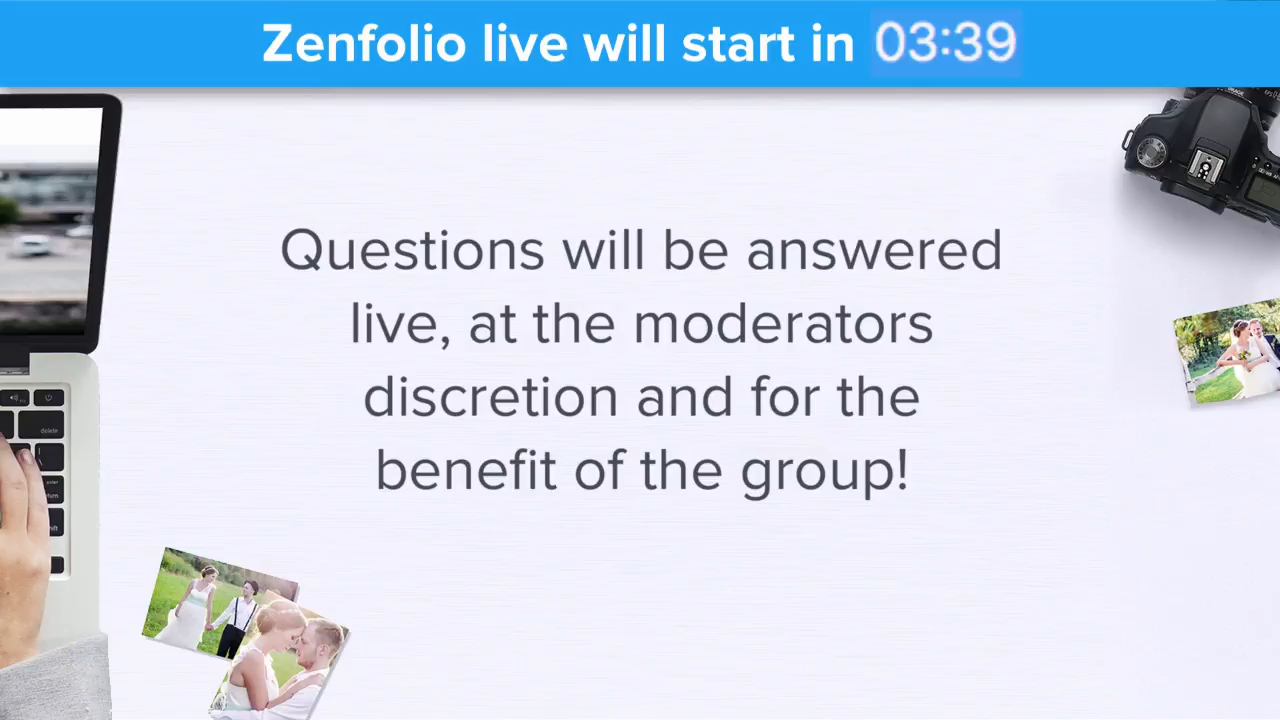 Zenfolio live will start in 03:39
Questions will be answered
live, at the moderators
discretion and for the
benefit of the group!
delete